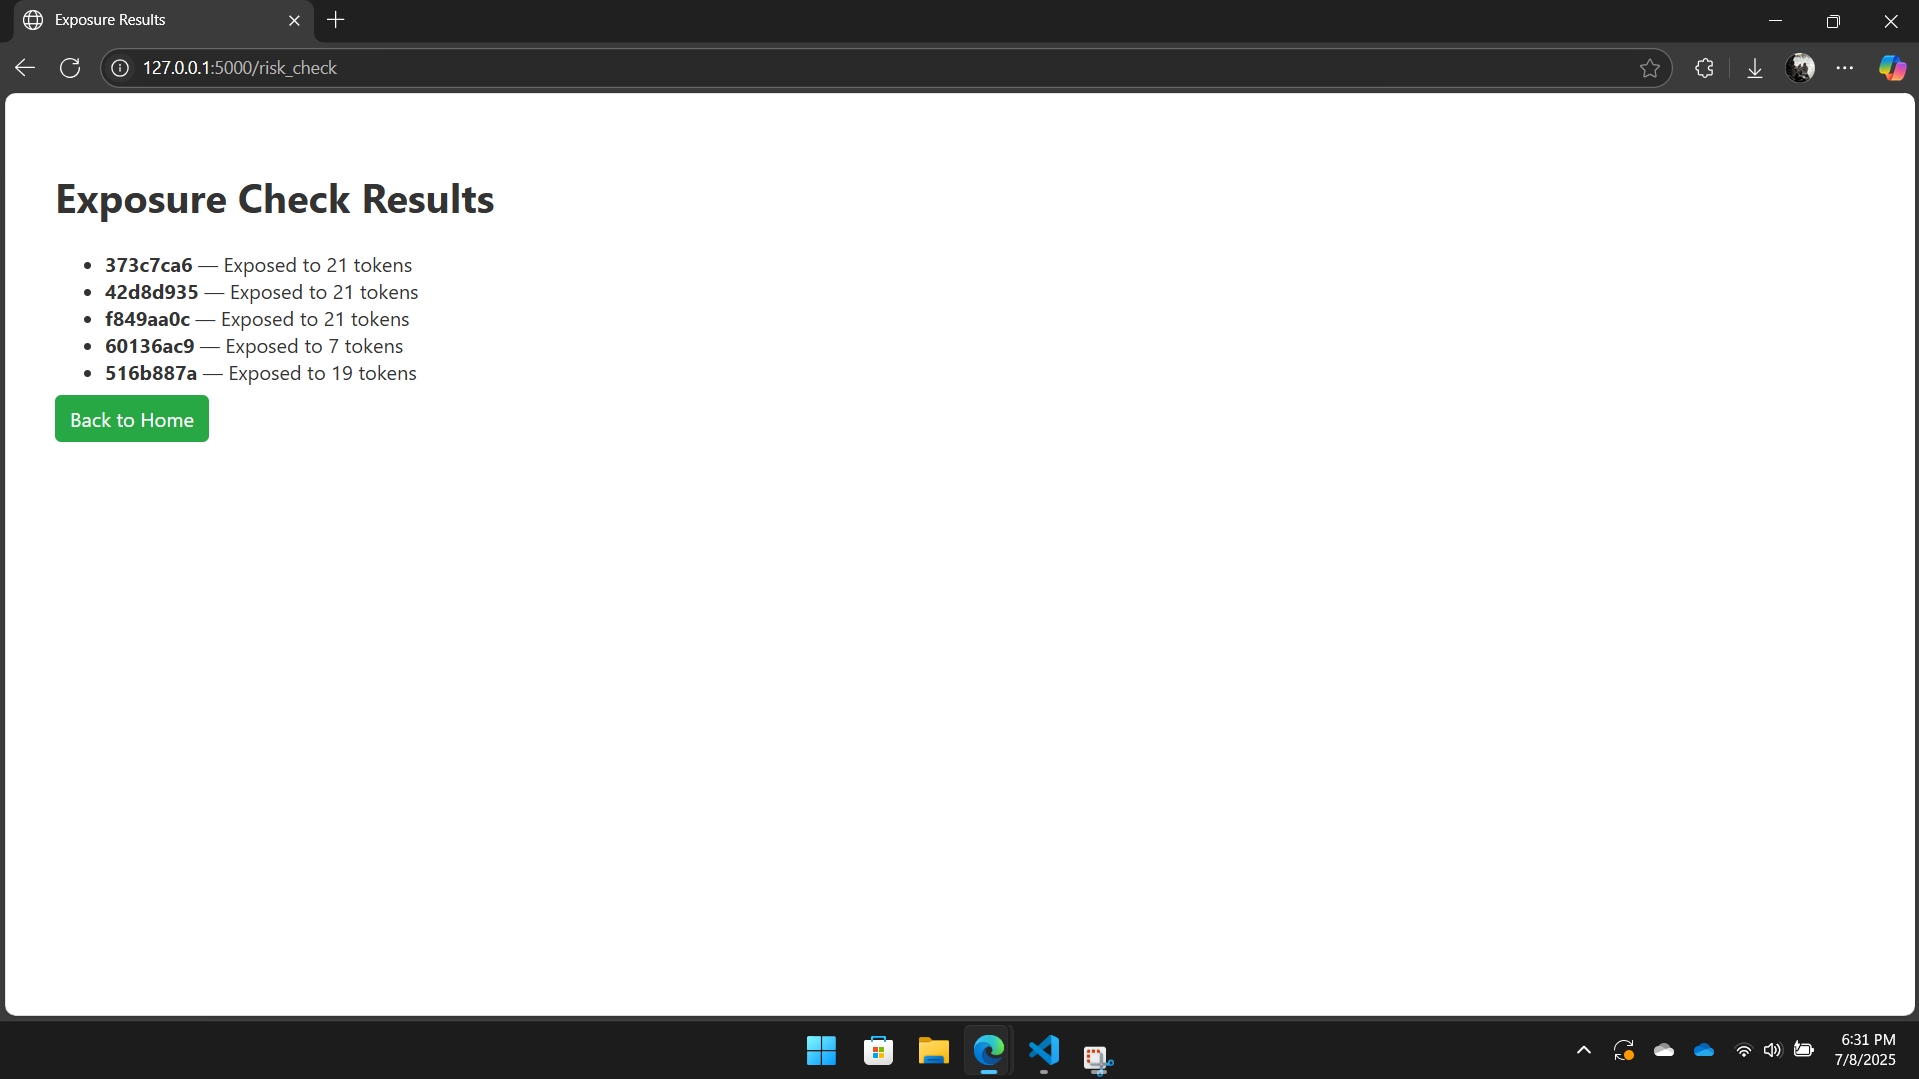 Exposure Results
127.0.0.1:5000/risk_check
Exposure Check Results
373c7ca6 — Exposed to 21 tokens
42d8d935 — Exposed to 21 tokens
f849aa0c — Exposed to 21 tokens
60136ac9 — Exposed to 7 tokens
516b887a — Exposed to 19 tokens
Back to Home
6:31 PM
7/8/2025